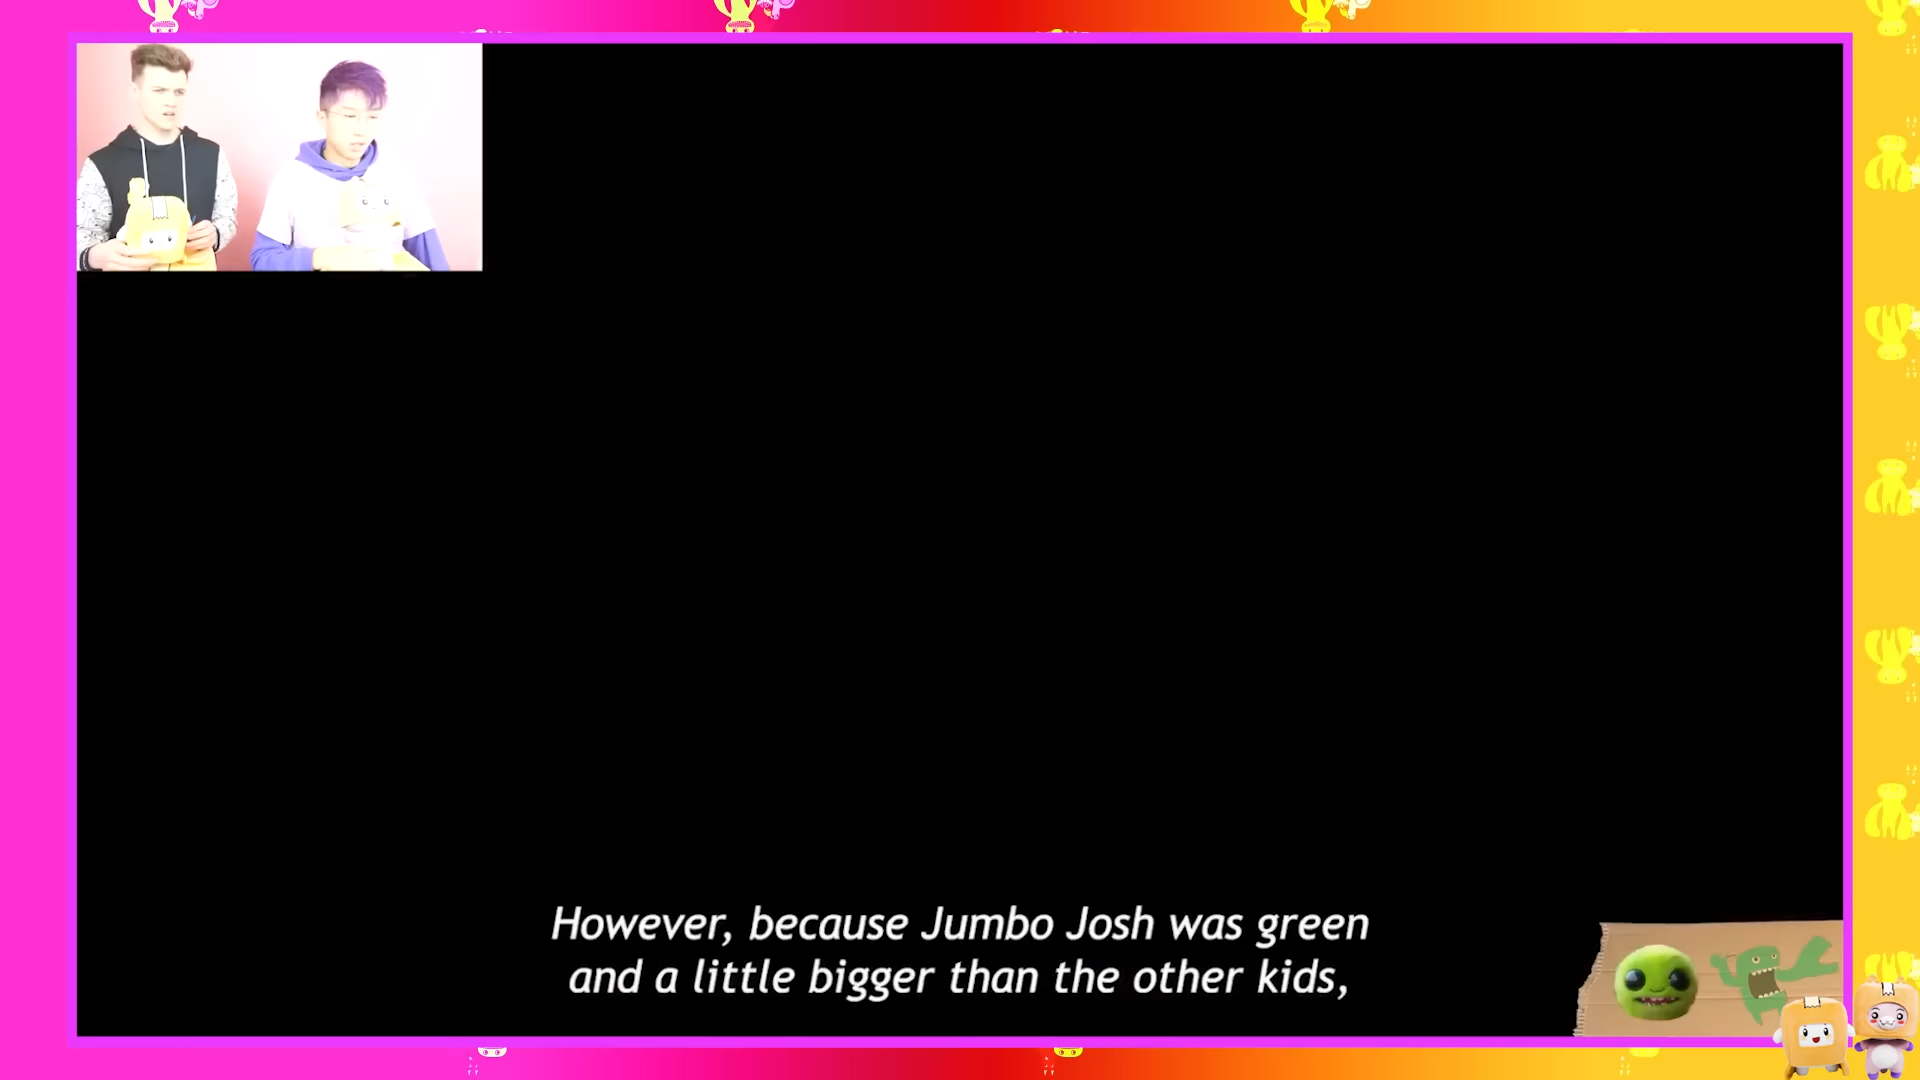 However, because Jumbo Josh was green
and a little bigger than the other kids,